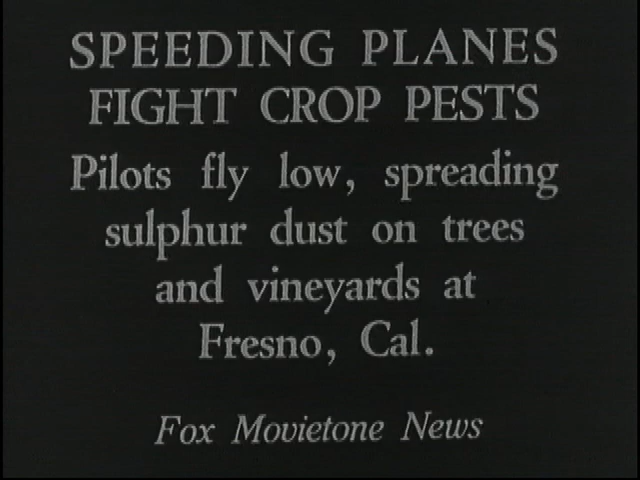 SPEEDING PLANES
FIGHT CROP PESTS
Pilots fly low, spreading
sulphur dust on trees
and vineyards at
Fresno, Cal.
Fox Movietone News